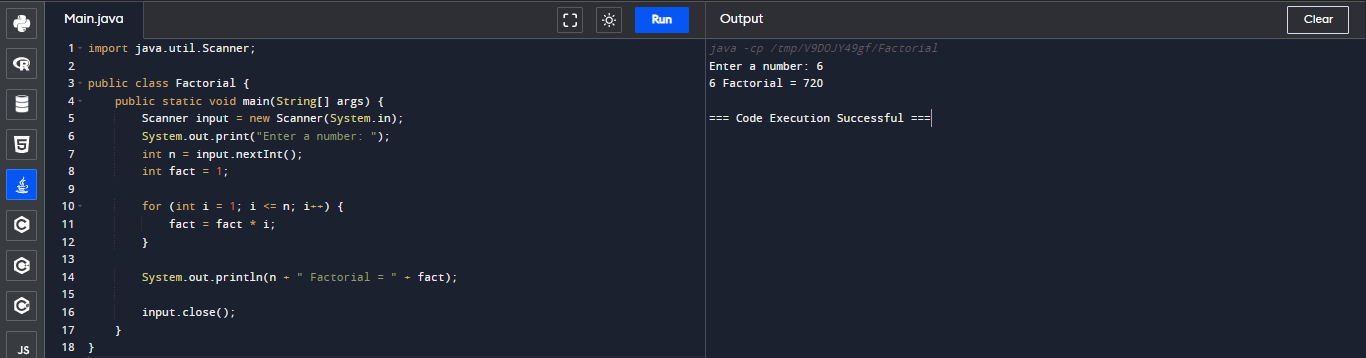 Main.java
Run
Output
Clear
1 import java.util.Scanner;
2
3 public class Factorial {
4 public static void main(String[] args) {
5 Scanner input = new Scanner(System.in);
6 System.out.print("Enter a number: ");
7 int n = input.nextInt();
8 int fact = 1;
9
10 for (int i = 1; i <= n; i++) {
11 fact = fact * i;
12 }
13
14 System.out.println(n + " Factorial = " + fact);
15
16 input.close();
17 }
18 }
java -cp /tmp/V9DOJY49gf/Factorial
Enter a number: 6
6 Factorial = 720
=== Code Execution Successful ===
JS